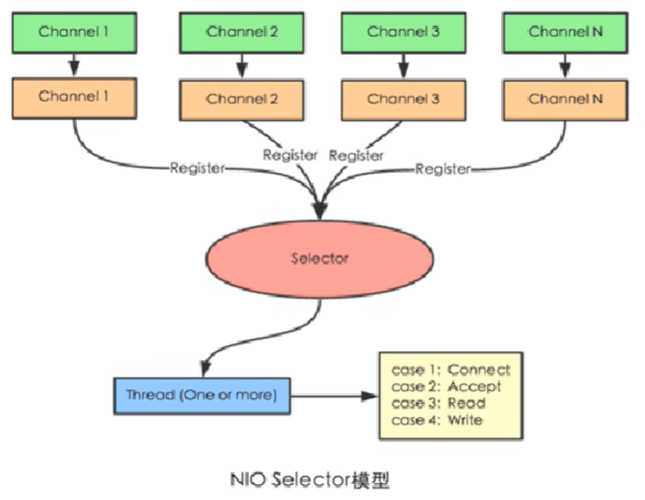 Channel 1
Channel 2
Channel 3
Channel N
Channel 1
Channel 2
Channel 3
Channel N
Register
Register
Register
Register
Selector
Thread (One or more)
case 1: Connect
case 2: Accept
case 3: Read
case 4: Write
NIO Selector模型